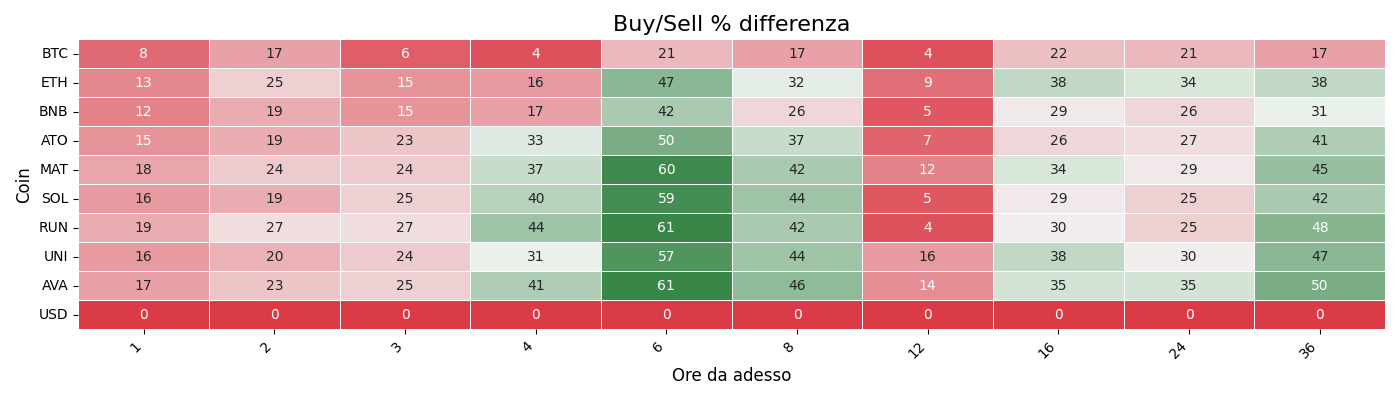 Buy/Sell % differenza
Coin
BTC 8 17 6 4 21 17 4 22 21 17
ETH 13 25 15 16 47 32 9 38 34 38
BNB 12 19 15 17 42 26 5 29 26 31
ATO 15 19 23 33 50 37 7 26 27 41
MAT 18 24 24 37 60 42 12 34 29 45
SOL 16 19 25 40 59 44 5 29 25 42
RUN 19 27 27 44 61 42 4 30 25 48
UNI 16 20 24 31 57 44 16 38 30 47
AVA 17 23 25 41 61 46 14 35 35 50
USD 0 0 0 0 0 0 0 0 0 0
1 2 3 4 6 8 12 16 24 36
Ore da adesso